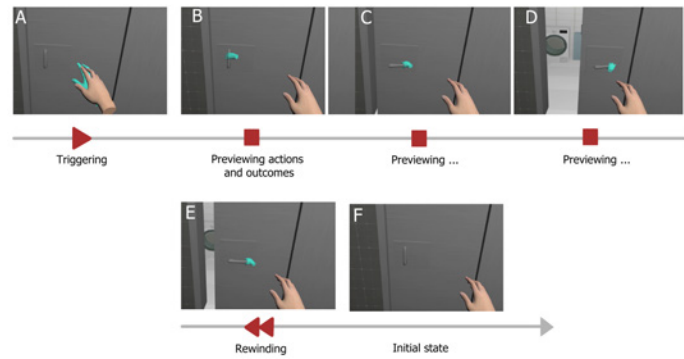 A
B
C
D
Triggering
Previewing actions
and outcomes
Previewing ...
Previewing ...
E
F
Rewinding
Initial state